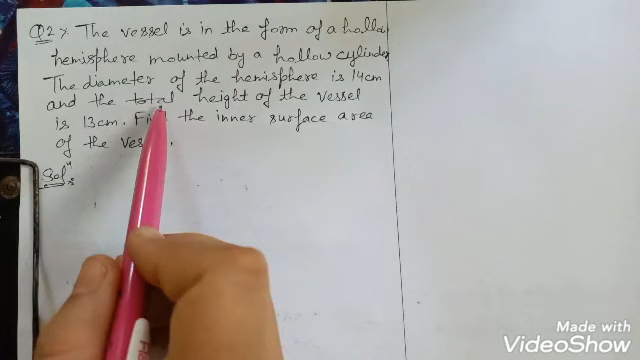 Q2% The vessel is in the form of a hollow
hemisphere mounted by a hollow cylinder
The diameter of the hemisphere is 14cm
and the total height of the vessel
is 13cm. the inner surface area
of the
Solⁿ:
Made with
VideoShow